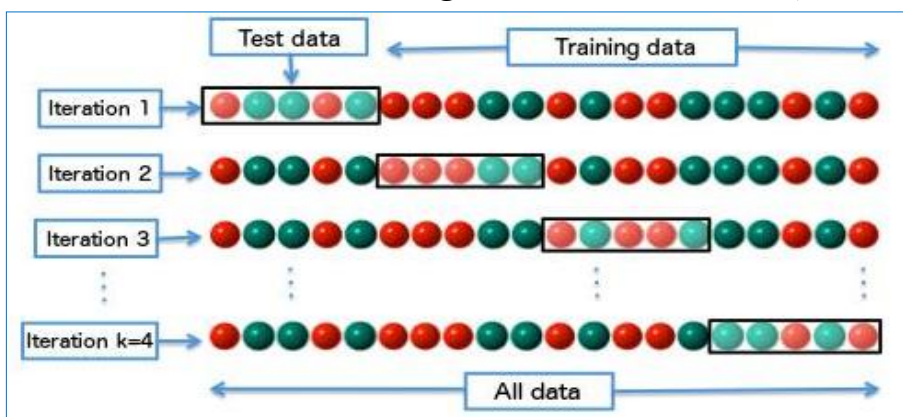 Test data
Training data
Iteration 1
Iteration 2
Iteration 3
Iteration k=4
All data